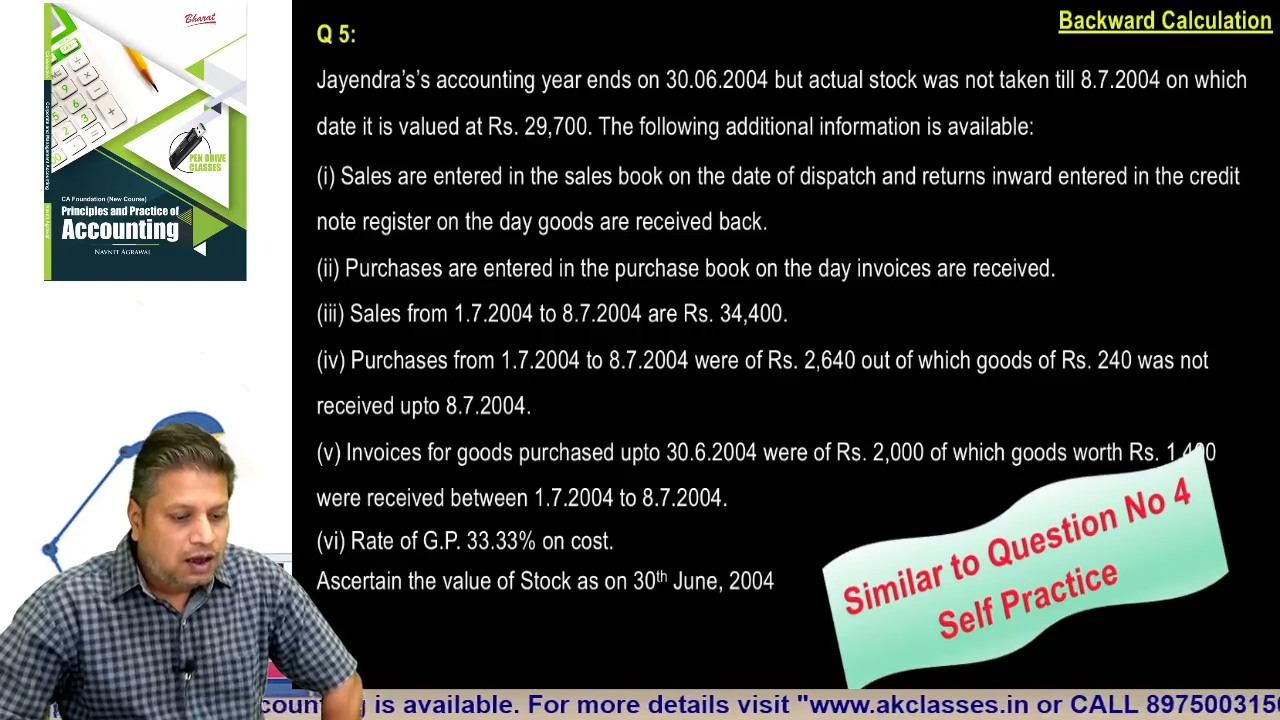 Bharat
CA Foundation (New Course)
Principles and Practice of
Accounting
NAVNIT AGRAWAL
PEN DRIVE
CLASSES
Backward Calculation
Q 5:
Jayendra's's accounting year ends on 30.06.2004 but actual stock was not taken till 8.7.2004 on which
date it is valued at Rs. 29,700. The following additional information is available:
(i) Sales are entered in the sales book on the date of dispatch and returns inward entered in the credit
note register on the day goods are received back.
(ii) Purchases are entered in the purchase book on the day invoices are received.
(iii) Sales from 1.7.2004 to 8.7.2004 are Rs. 34,400.
(iv) Purchases from 1.7.2004 to 8.7.2004 were of Rs. 2,640 out of which goods of Rs. 240 was not
received upto 8.7.2004.
(v) Invoices for goods purchased upto 30.6.2004 were of Rs. 2,000 of which goods worth Rs. 1,400
were received between 1.7.2004 to 8.7.2004.
(vi) Rate of G.P. 33.33% on cost.
Ascertain the value of Stock as on 30th June, 2004
Similar to Question No 4
Self Practice
counting is available. For more details visit "www.akclasses.in or CALL 8975003150